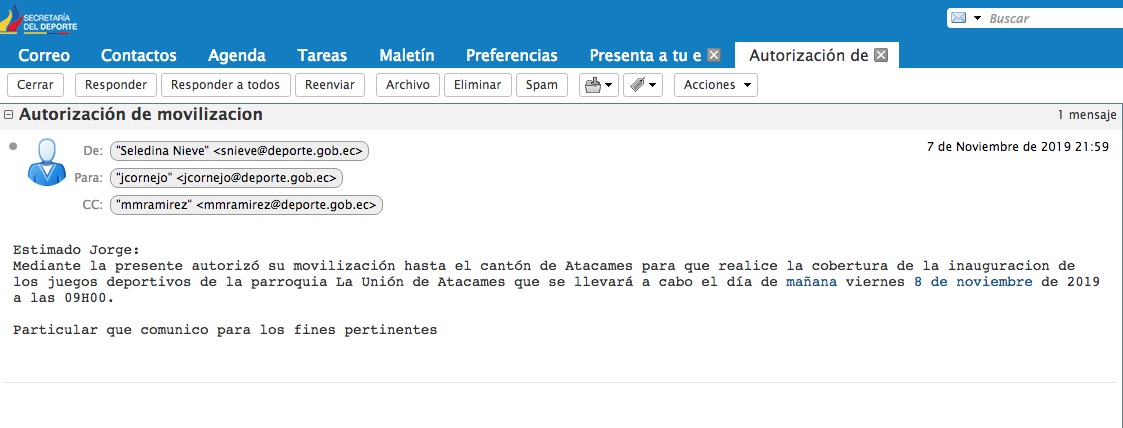 SECRETARÍA
DEL DEPORTE
Buscar
Correo Contactos Agenda Tareas Maletín Preferencias Presenta a tu e Autorización de
Cerrar Responder Responder a todos Reenviar Archivo Eliminar Spam Acciones
Autorización de movilizacion 1 mensaje
De: "Seledina Nieve" <snieve@deporte.gob.ec> 7 de Noviembre de 2019 21:59
Para: "jcornejo" <jcornejo@deporte.gob.ec>
CC: "mmramirez" <mmramirez@deporte.gob.ec>
Estimado Jorge:
Mediante la presente autorizó su movilización hasta el cantón de Atacames para que realice la cobertura de la inauguracion de
los juegos deportivos de la parroquia La Unión de Atacames que se llevará a cabo el día de mañana viernes 8 de noviembre de 2019
a las 09H00.
Particular que comunico para los fines pertinentes